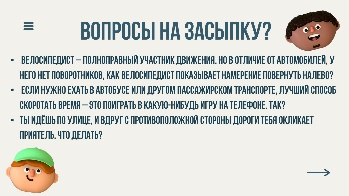 ВОПРОСЫ НА ЗАСЫПКУ?
• ВЕЛОСИПЕДИСТ – ПОЛНОПРАВНЫЙ УЧАСТНИК ДВИЖЕНИЯ. НО В ОТЛИЧИЕ ОТ АВТОМОБИЛЕЙ, У
НЕГО НЕТ ПОВОРОТНИКОВ, КАК ВЕЛОСИПЕДИСТ ПОКАЗЫВАЕТ НАМЕРЕНИЕ ПОВЕРНУТЬ НАЛЕВО?
• ЕСЛИ НУЖНО ЕХАТЬ В АВТОБУСЕ ИЛИ ДРУГОМ ПАССАЖИРСКОМ ТРАНСПОРТЕ, ЛУЧШИЙ СПОСОБ
СКОРОТАТЬ ВРЕМЯ – ЭТО ПОИГРАТЬ В КАКУЮ-НИБУДЬ ИГРУ НА ТЕЛЕФОНЕ. ТАК?
• ТЫ ИДЁШЬ ПО УЛИЦЕ, И ВДРУГ С ПРОТИВОПОЛОЖНОЙ СТОРОНЫ ДОРОГИ ТЕБЯ ОКЛИКАЕТ
ПРИЯТЕЛЬ. ЧТО ДЕЛАТЬ?